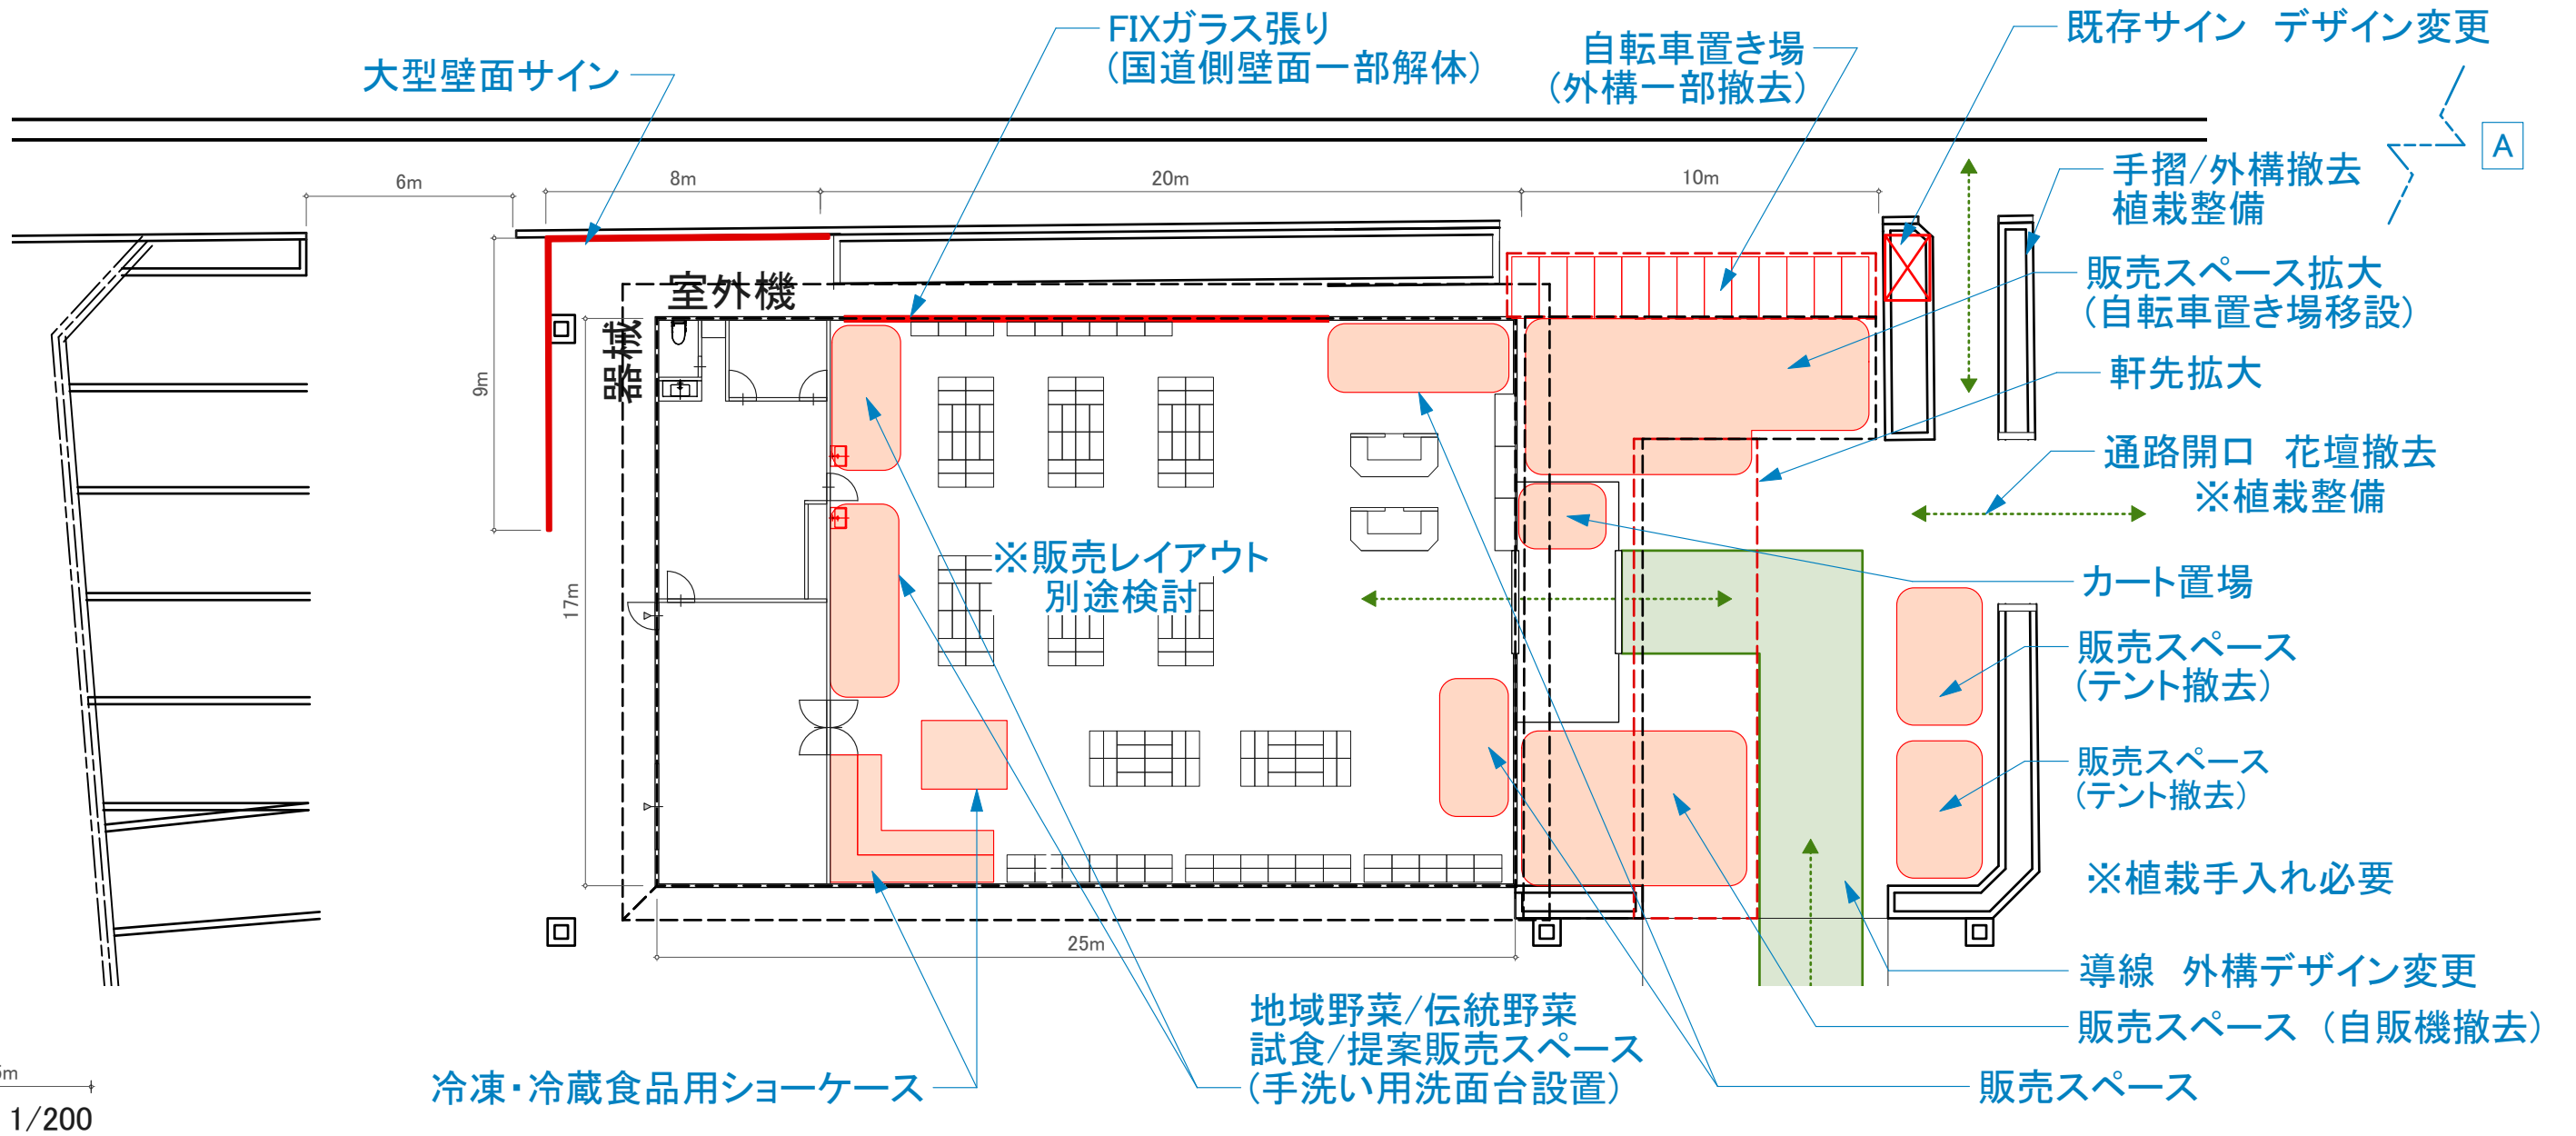 FIXガラス張り
(国道側壁面一部解体)
既存サイン デザイン変更
自転車置き場
(外構一部撤去)
大型壁面サイン
A
手摺/外構撤去
植栽整備
6m
8m
20m
10m
販売スペース拡大
(自転車置き場移設)
室外機
器械
9m
軒先拡大
通路開口 花壇撤去
※植栽整備
※販売レイアウト
別途検討
17m
カート置場
販売スペース
(テント撤去)
販売スペース
(テント撤去)
※植栽手入れ必要
25m
導線 外構デザイン変更
地域野菜/伝統野菜
試食/提案販売スペース
(手洗い用洗面台設置)
販売スペース (自販機撤去)
冷凍・冷蔵食品用ショーケース
販売スペース
1/200